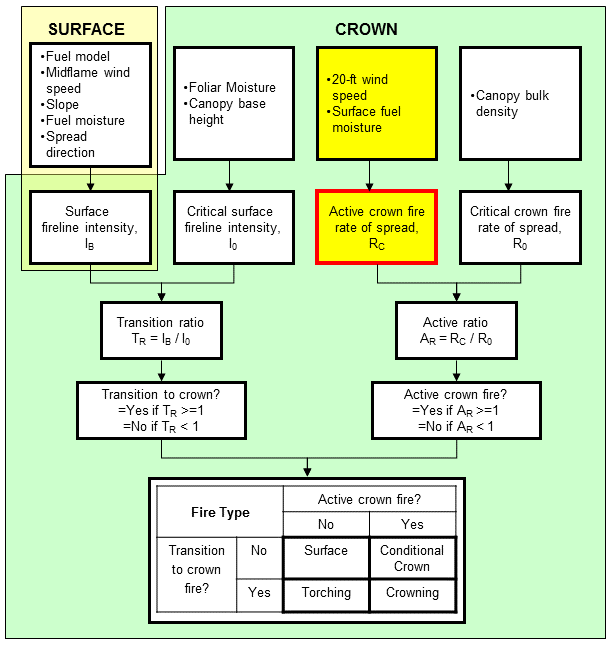 SURFACE
CROWN
•Fuel model
•Midflame wind
speed
•Slope
•Fuel moisture
•Spread
direction
•Foliar Moisture
•Canopy base
height
•20-ft wind
speed
•Surface fuel
moisture
•Canopy bulk
density
Surface
fireline intensity,
I_B
Critical surface
fireline intensity,
I_0
Active crown fire
rate of spread,
R_C
Critical crown fire
rate of spread,
R_0
Transition ratio
T_R = I_B / I_0
Active ratio
A_R = R_C / R_0
Transition to crown?
=Yes if T_R >=1
=No if T_R < 1
Active crown fire?
=Yes if A_R >=1
=No if A_R < 1
Fire Type
Active crown fire?
No Yes
Transition
to crown
fire?
No
Surface
Conditional
Crown
Yes
Torching
Crowning